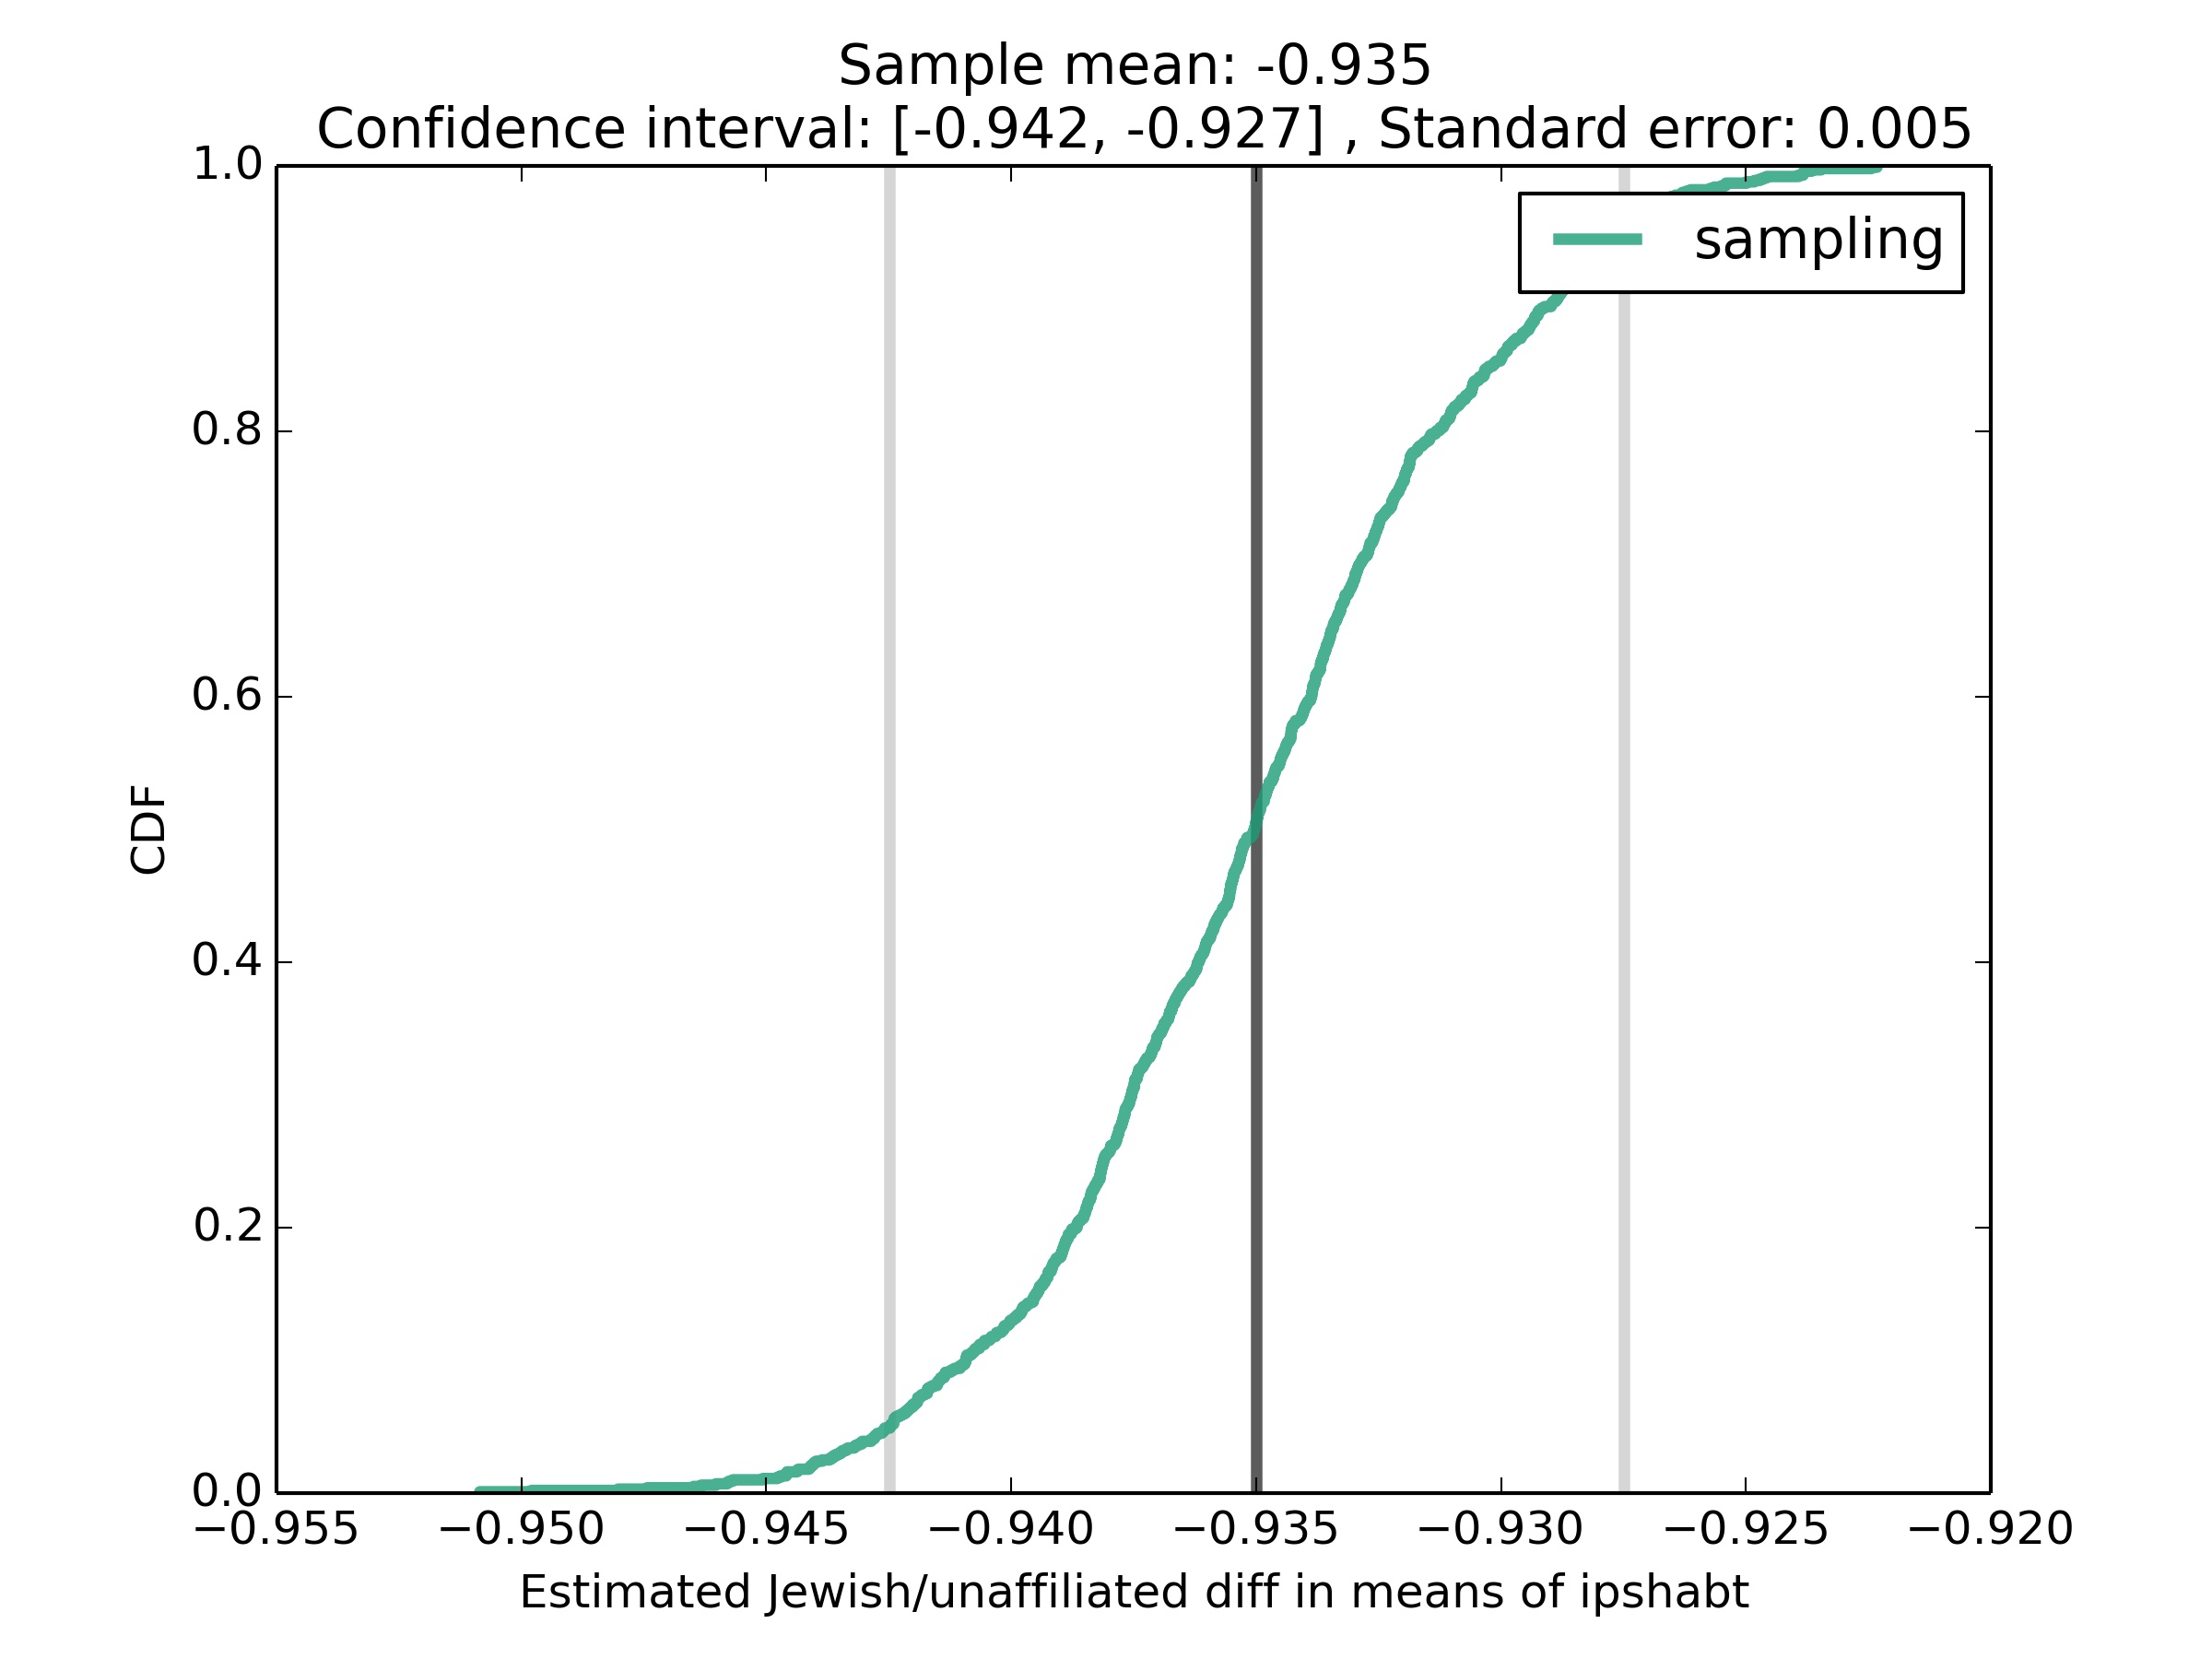 Sample mean: -0.935
Confidence interval: [-0.942, -0.927] , Standard error: 0.005
1.0
sampling
0.8
0.6
CDF
0.4
0.2
0.0
−0.955 −0.950 −0.945 −0.940 −0.935 −0.930 −0.925 −0.920
Estimated Jewish/unaffiliated diff in means of ipshabt